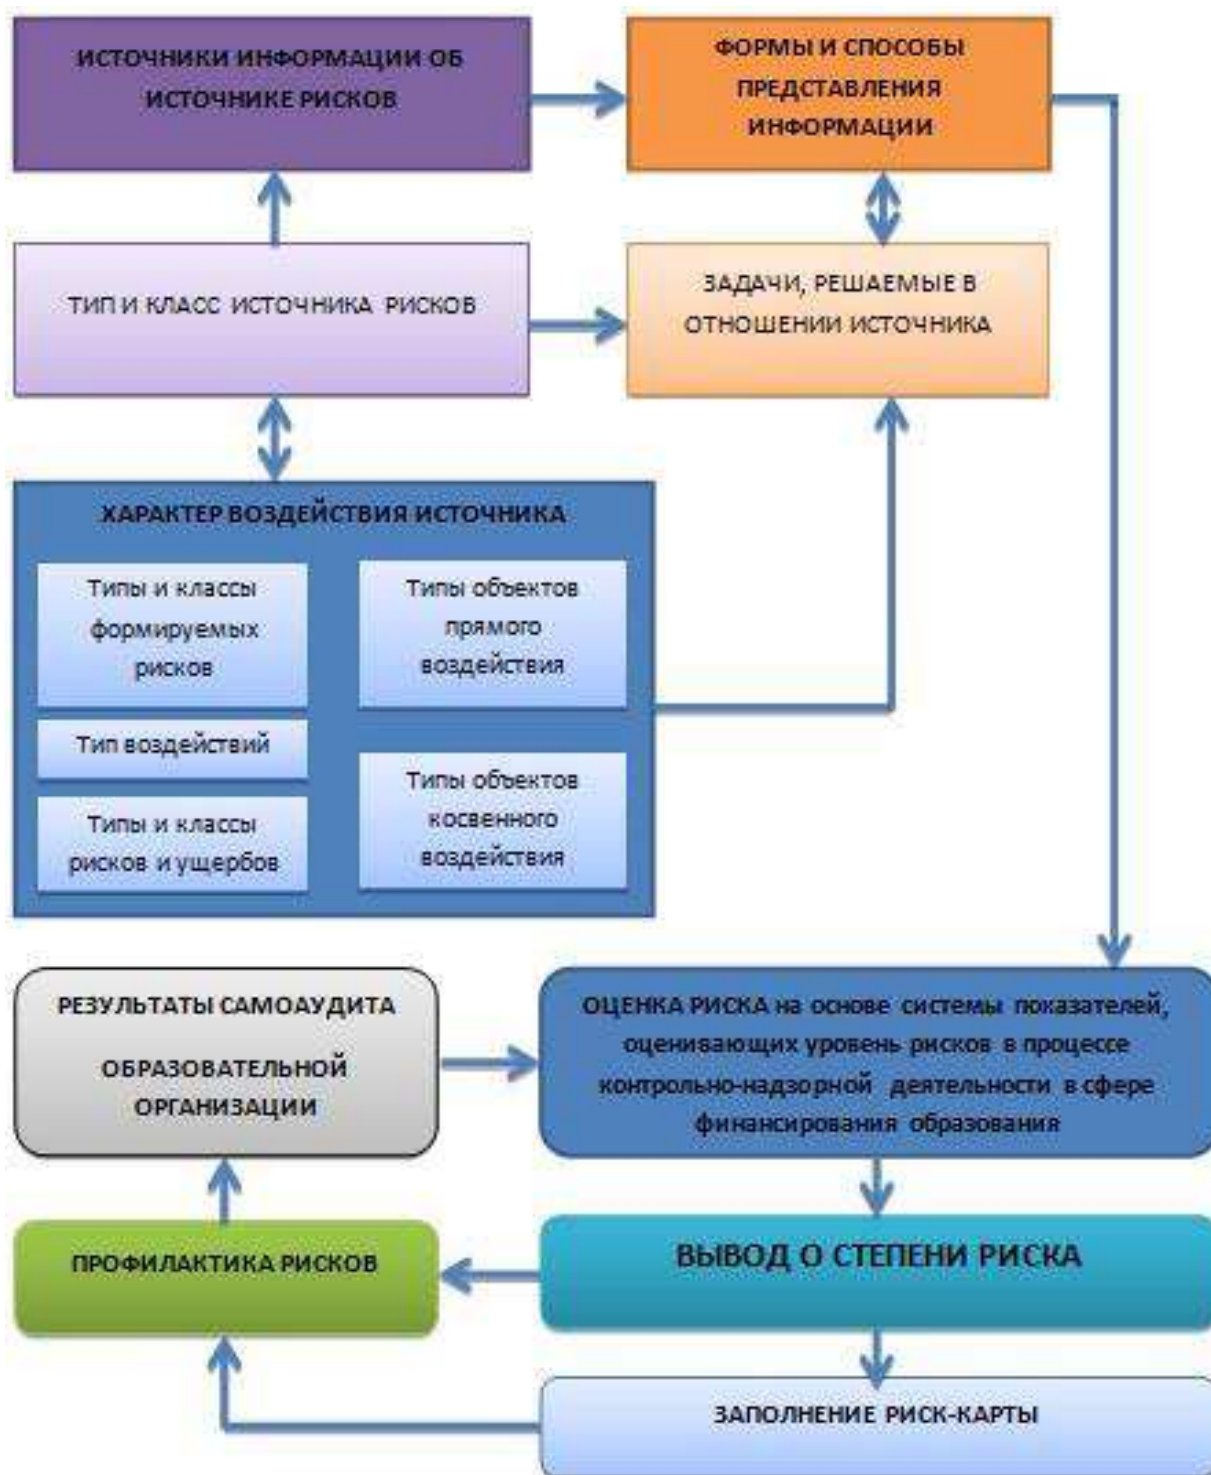 ИСТОЧНИКИ ИНФОРМАЦИИ ОБ
ИСТОЧНИКЕ РИСКОВ
ФОРМЫ И СПОСОБЫ
ПРЕДСТАВЛЕНИЯ
ИНФОРМАЦИИ
ТИП И КЛАСС ИСТОЧНИКА РИСКОВ
ЗАДАЧИ, РЕШАЕМЫЕ В
ОТНОШЕНИИ ИСТОЧНИКА
ХАРАКТЕР ВОЗДЕЙСТВИЯ ИСТОЧНИКА
Типы и классы
формируемых
рисков
Тип воздействий
Типы и классы
рисков и ущербов
Типы объектов
прямого
воздействия
Типы объектов
косвенного
воздействия
РЕЗУЛЬТАТЫ САМОАУДИТА
ОБРАЗОВАТЕЛЬНОЙ
ОРГАНИЗАЦИИ
ОЦЕНКА РИСКА на основе системы показателей,
оценивающих уровень рисков в процессе
контрольно-надзорной деятельности в сфере
финансирования образования
ПРОФИЛАКТИКА РИСКОВ
ВЫВОД О СТЕПЕНИ РИСКА
ЗАПОЛНЕНИЕ РИСК-КАРТЫ